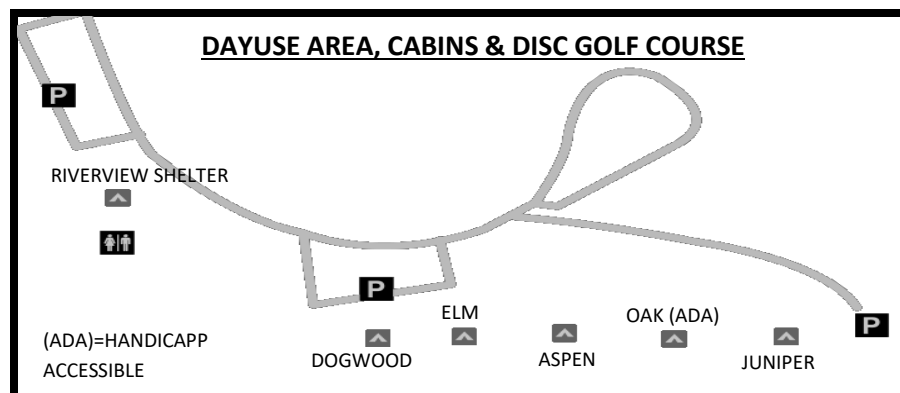 DAYUSE AREA, CABINS & DISC GOLF COURSE
P
RIVERVIEW SHELTER
P
ELM
OAK (ADA)
P
(ADA)=HANDICAPP
ACCESSIBLE
DOGWOOD
ASPEN
JUNIPER